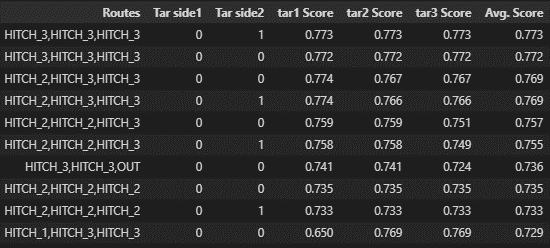 Routes Tar side1 Tar side2 tar1 Score tar2 Score tar3 Score Avg. Score
HITCH_3,HITCH_3,HITCH_3 0 1 0.773 0.773 0.773 0.773
HITCH_3,HITCH_3,HITCH_3 0 0 0.772 0.772 0.772 0.772
HITCH_2,HITCH_3,HITCH_3 0 0 0.774 0.767 0.767 0.769
HITCH_2,HITCH_3,HITCH_3 0 1 0.774 0.766 0.766 0.769
HITCH_2,HITCH_2,HITCH_3 0 0 0.759 0.759 0.751 0.757
HITCH_2,HITCH_2,HITCH_3 0 1 0.758 0.758 0.749 0.755
HITCH_3,HITCH_3,OUT 0 0 0.741 0.741 0.724 0.736
HITCH_2,HITCH_2,HITCH_2 0 0 0.735 0.735 0.735 0.735
HITCH_2,HITCH_2,HITCH_2 0 1 0.733 0.733 0.733 0.733
HITCH_1,HITCH_3,HITCH_3 0 0 0.650 0.769 0.769 0.729